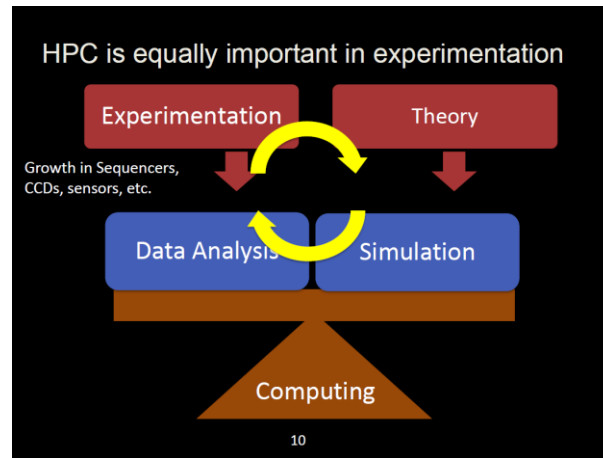 HPC is equally important in experimentation
Experimentation
Theory
Growth in Sequencers,
CCDs, sensors, etc.
Data Analysis
Simulation
Computing
10